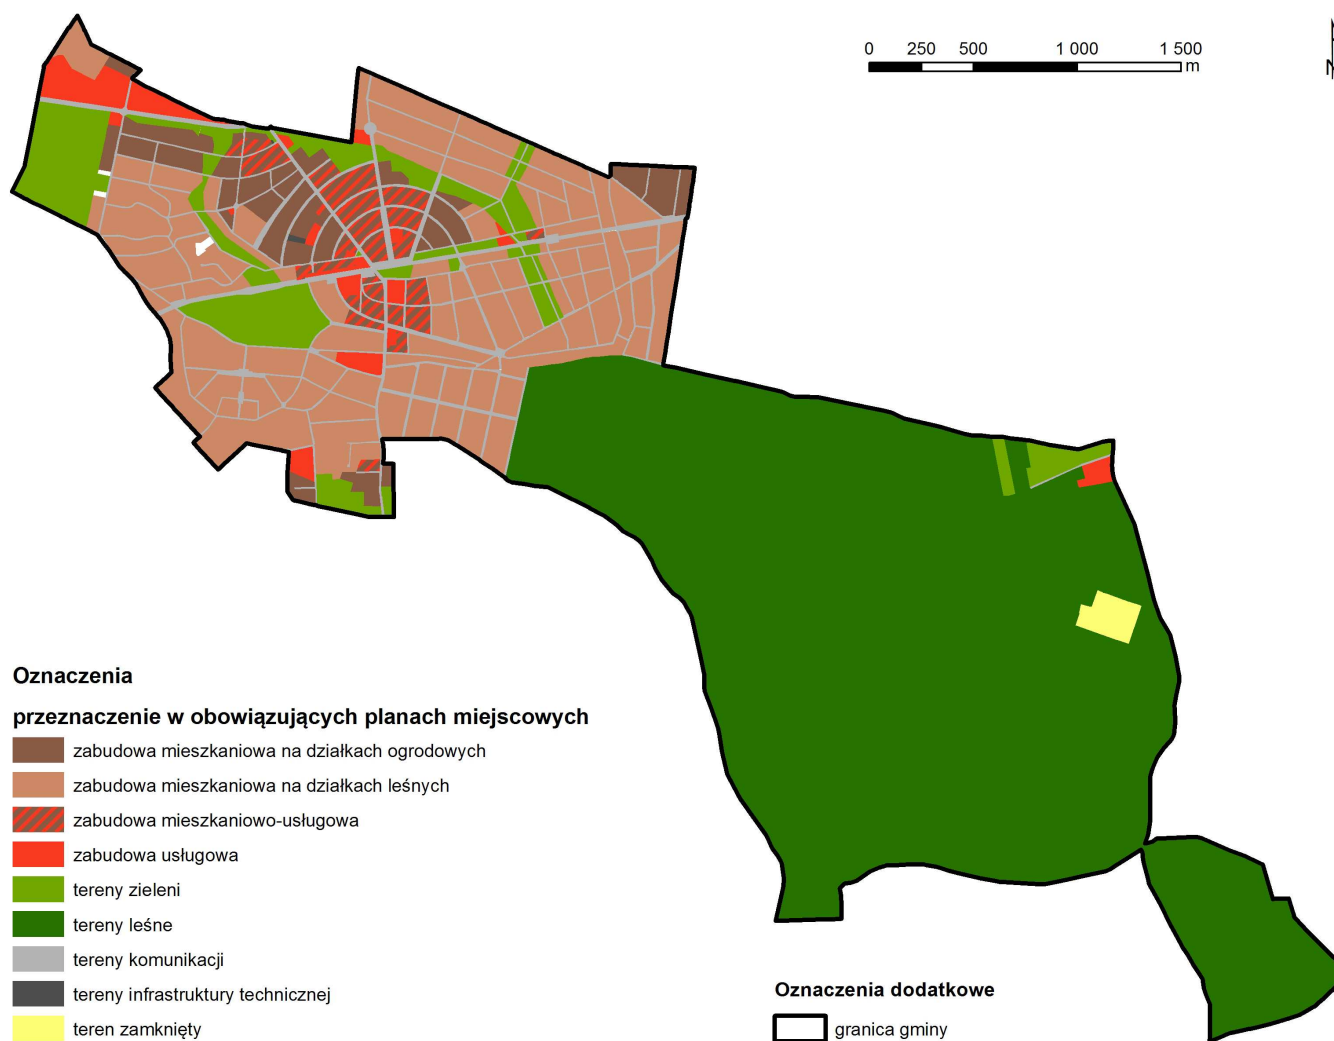 0 250 500 1 000 1 500
m
N
Oznaczenia
przeznaczenie w obowiązujących planach miejscowych
zabudowa mieszkaniowa na działkach ogrodowych
zabudowa mieszkaniowa na działkach leśnych
zabudowa mieszkaniowo-usługowa
zabudowa usługowa
tereny zieleni
tereny leśne
tereny komunikacji
tereny infrastruktury technicznej
teren zamknięty
Oznaczenia dodatkowe
granica gminy